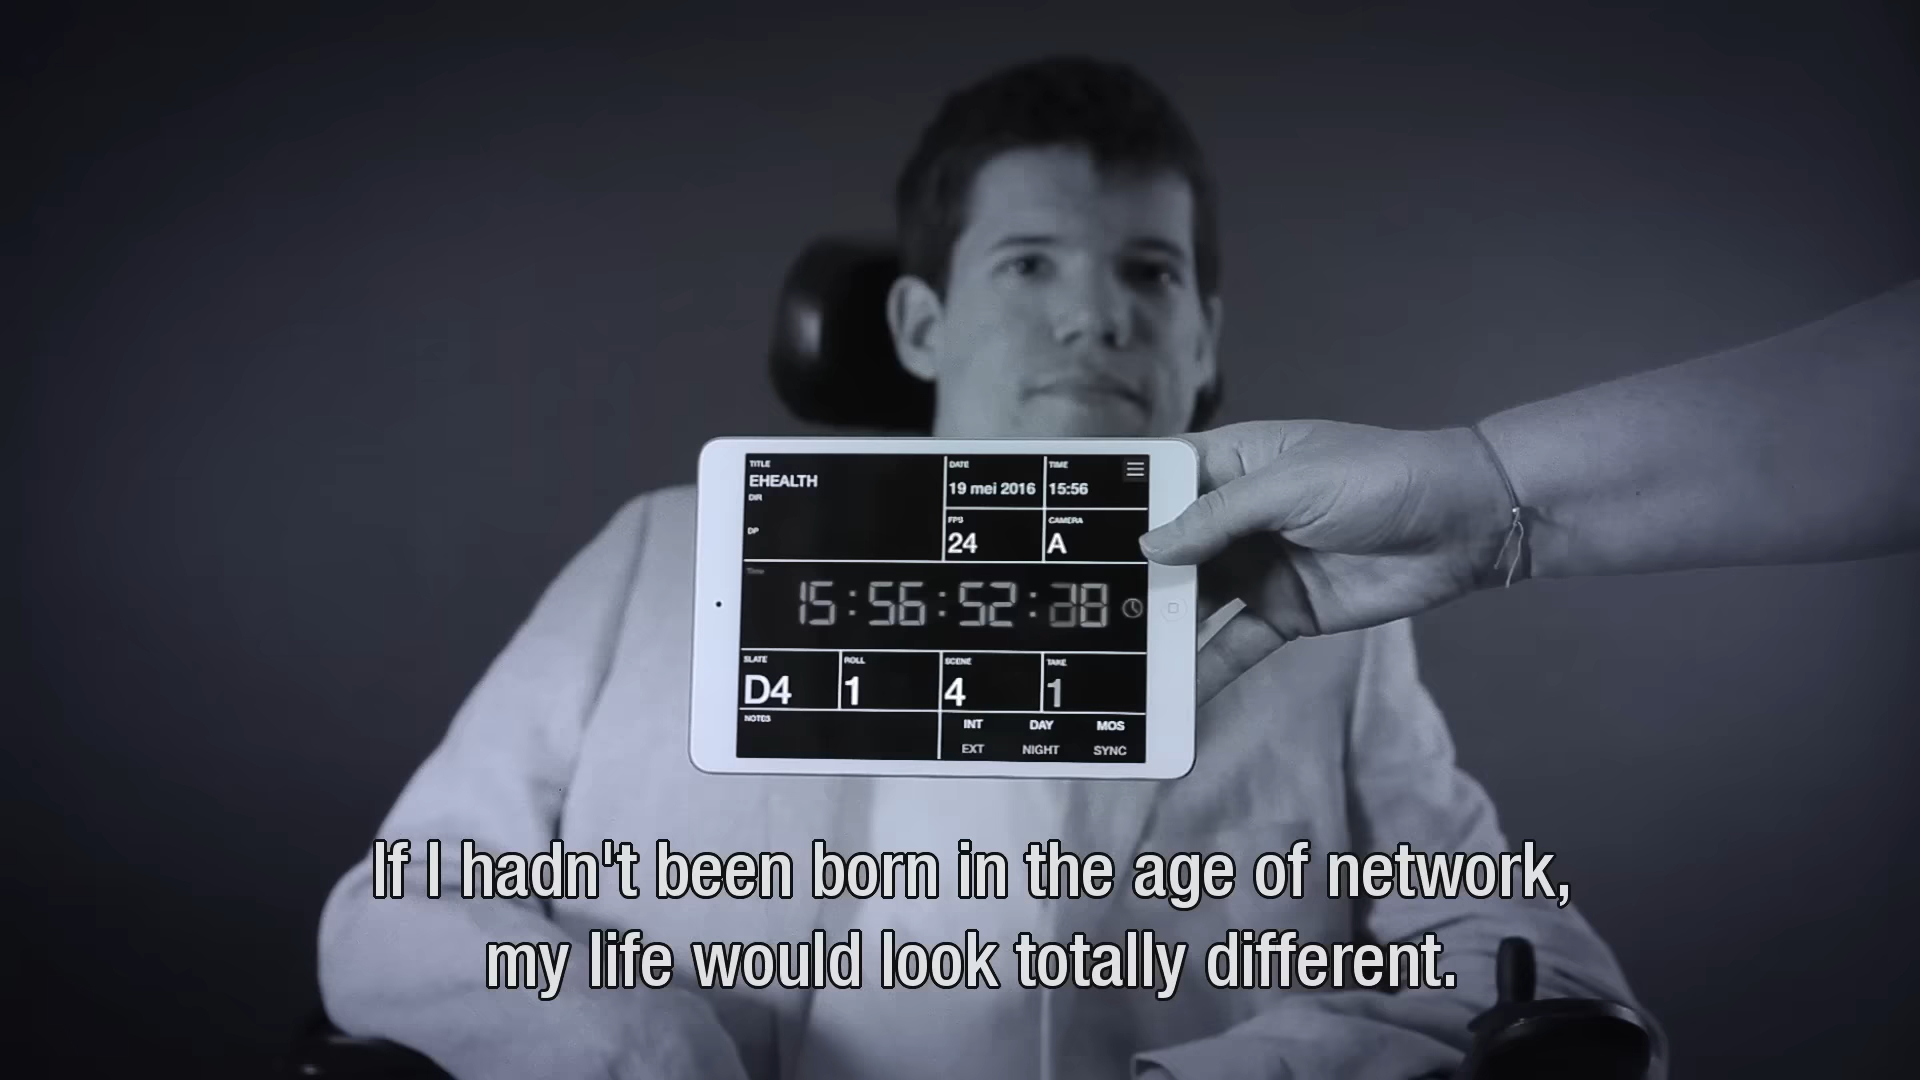 TITLE
EHEALTH
DIR
DP
DATE
19 mei 2016
TIME
15:56
FPS
24
CAMERA
A
Time
15:56:52:38
SLATE
D4
ROLL
1
SCENE
4
TAKE
1
NOTES
INT DAY MOS
EXT NIGHT SYNC
If I hadn't been born in the age of network,
my life would look totally different.